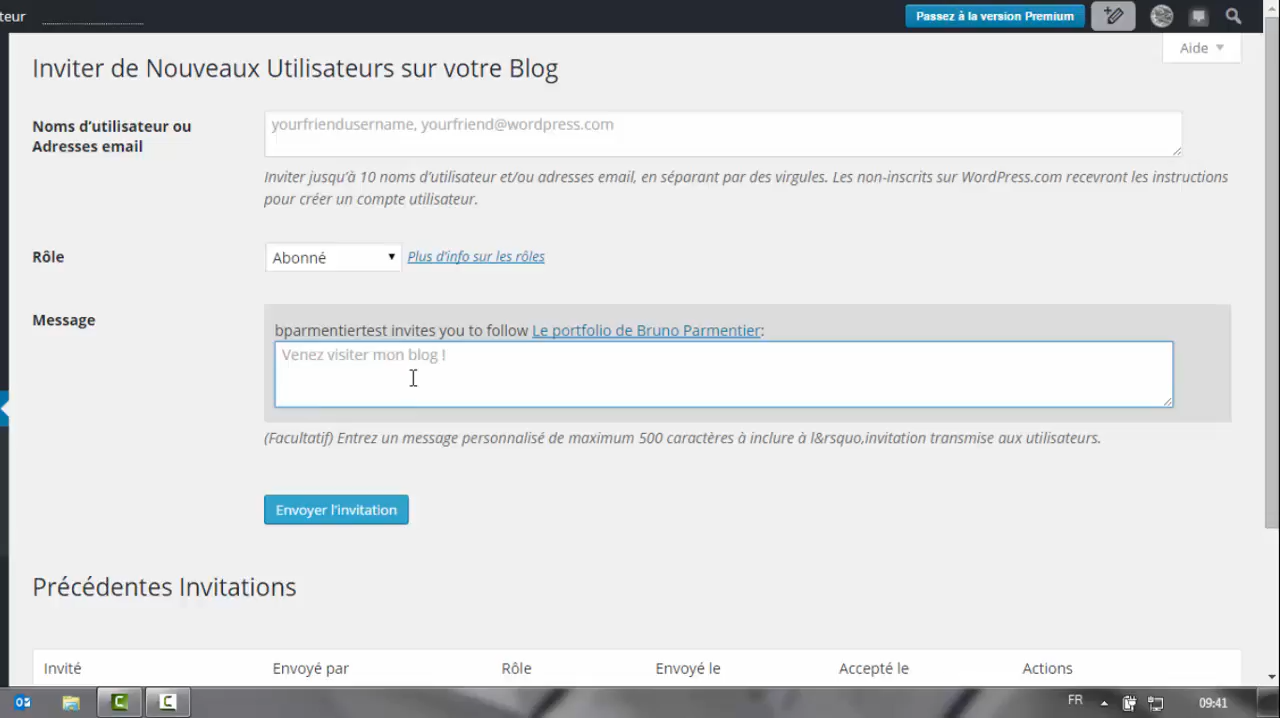 teur
Passez à la version Premium
Aide
Inviter de Nouveaux Utilisateurs sur votre Blog
Noms d’utilisateur ou
Adresses email
yourfriendusername, yourfriend@wordpress.com
Inviter jusqu’à 10 noms d’utilisateur et/ou adresses email, en séparant par des virgules. Les non-inscrits sur WordPress.com recevront les instructions
pour créer un compte utilisateur.
Rôle
Abonné
Plus d’info sur les rôles
Message
bparmentiertest invites you to follow Le portfolio de Bruno Parmentier:
Venez visiter mon blog !
(Facultatif) Entrez un message personnalisé de maximum 500 caractères à inclure à l&rsquo,invitation transmise aux utilisateurs.
Envoyer l’invitation
Précédentes Invitations
Invité Envoyé par Rôle Envoyé le Accepté le Actions
FR 09:41